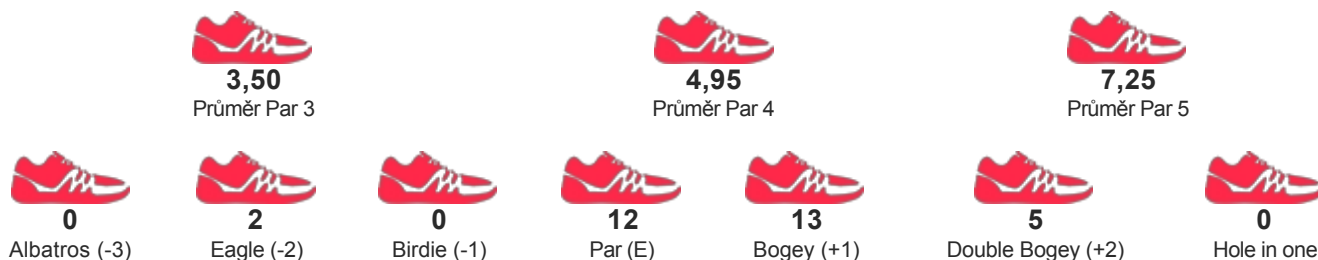 3,50
Průměr Par 3
4,95
Průměr Par 4
7,25
Průměr Par 5
0
Albatros (-3)
2
Eagle (-2)
0
Birdie (-1)
12
Par (E)
13
Bogey (+1)
5
Double Bogey (+2)
0
Hole in one